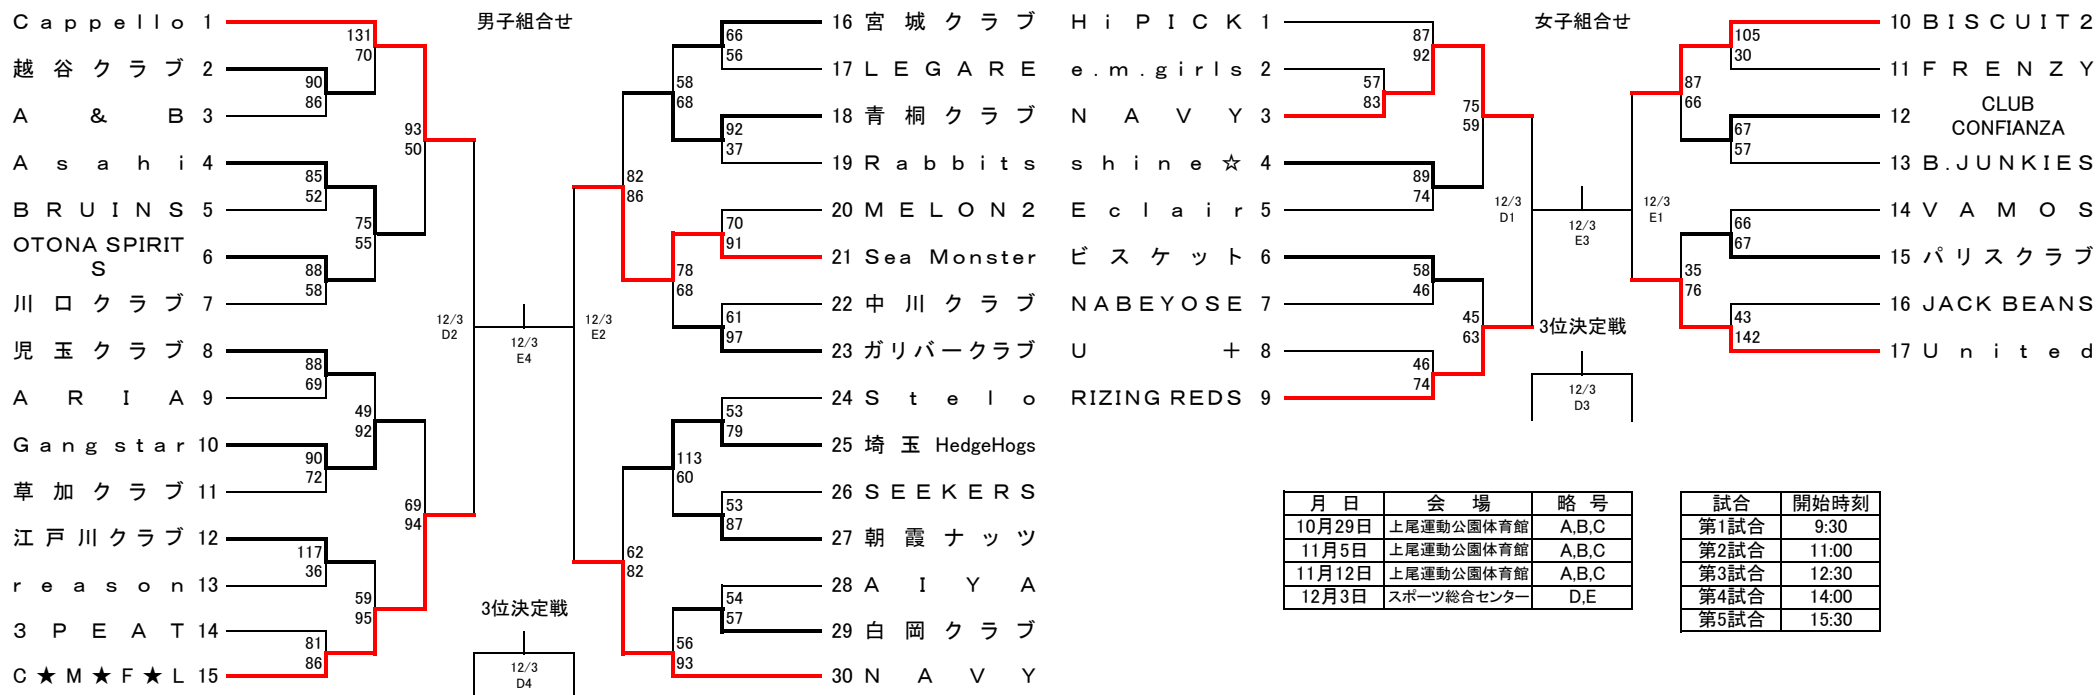 男子組合せ
Cappello 1
131
70
越谷クラブ 2
90
86
A & B 3
93
50
Asahi 4
85
52
BRUINS 5
75
55
OTONA SPIRIT
S 6
88
58
川口クラブ 7
12/3
D2
児玉クラブ 8
88
69
ARIA 9
49
92
Gang star 10
90
72
草加クラブ 11
69
94
江戸川クラブ 12
117
36
reason 13
59
95
3PEAT 14
81
86
C★M★F★L 15
12/3
E4
3位決定戦
12/3
D4
12/3
E2
16 宮城クラブ
66
56
17 LEGARE
58
68
18 青桐クラブ
92
37
19 Rabbits
82
86
20 MELON2
70
91
21 Sea Monster
78
68
22 中川クラブ
61
97
23 ガリバークラブ
24 Stelo
53
79
25 埼玉 HedgeHogs
113
60
26 SEEKERS
53
87
27 朝霞ナッツ
62
82
28 AIYA
54
57
29 白岡クラブ
56
93
30 NAVY
女子組合せ
HiPICK 1
87
92
e.m.girls 2
57
83
NAVY 3
75
59
shine☆ 4
89
74
Eclair 5
12/3
D1
ビスケット 6
58
46
NABEYOSE 7
45
63
U+ 8
46
74
RIZING REDS 9
12/3
E3
3位決定戦
12/3
D3
12/3
E1
10 BISCUIT2
105
30
11 FRENZY
87
66
12 CLUB
CONFIANZA
67
57
13 B.JUNKIES
14 VAMOS
66
67
15 パリスクラブ
35
76
16 JACK BEANS
43
142
17 United
月日 会場 略号
10月29日 上尾運動公園体育館 A,B,C
11月5日 上尾運動公園体育館 A,B,C
11月12日 上尾運動公園体育館 A,B,C
12月3日 スポーツ総合センター D,E
試合 開始時刻
第1試合 9:30
第2試合 11:00
第3試合 12:30
第4試合 14:00
第5試合 15:30